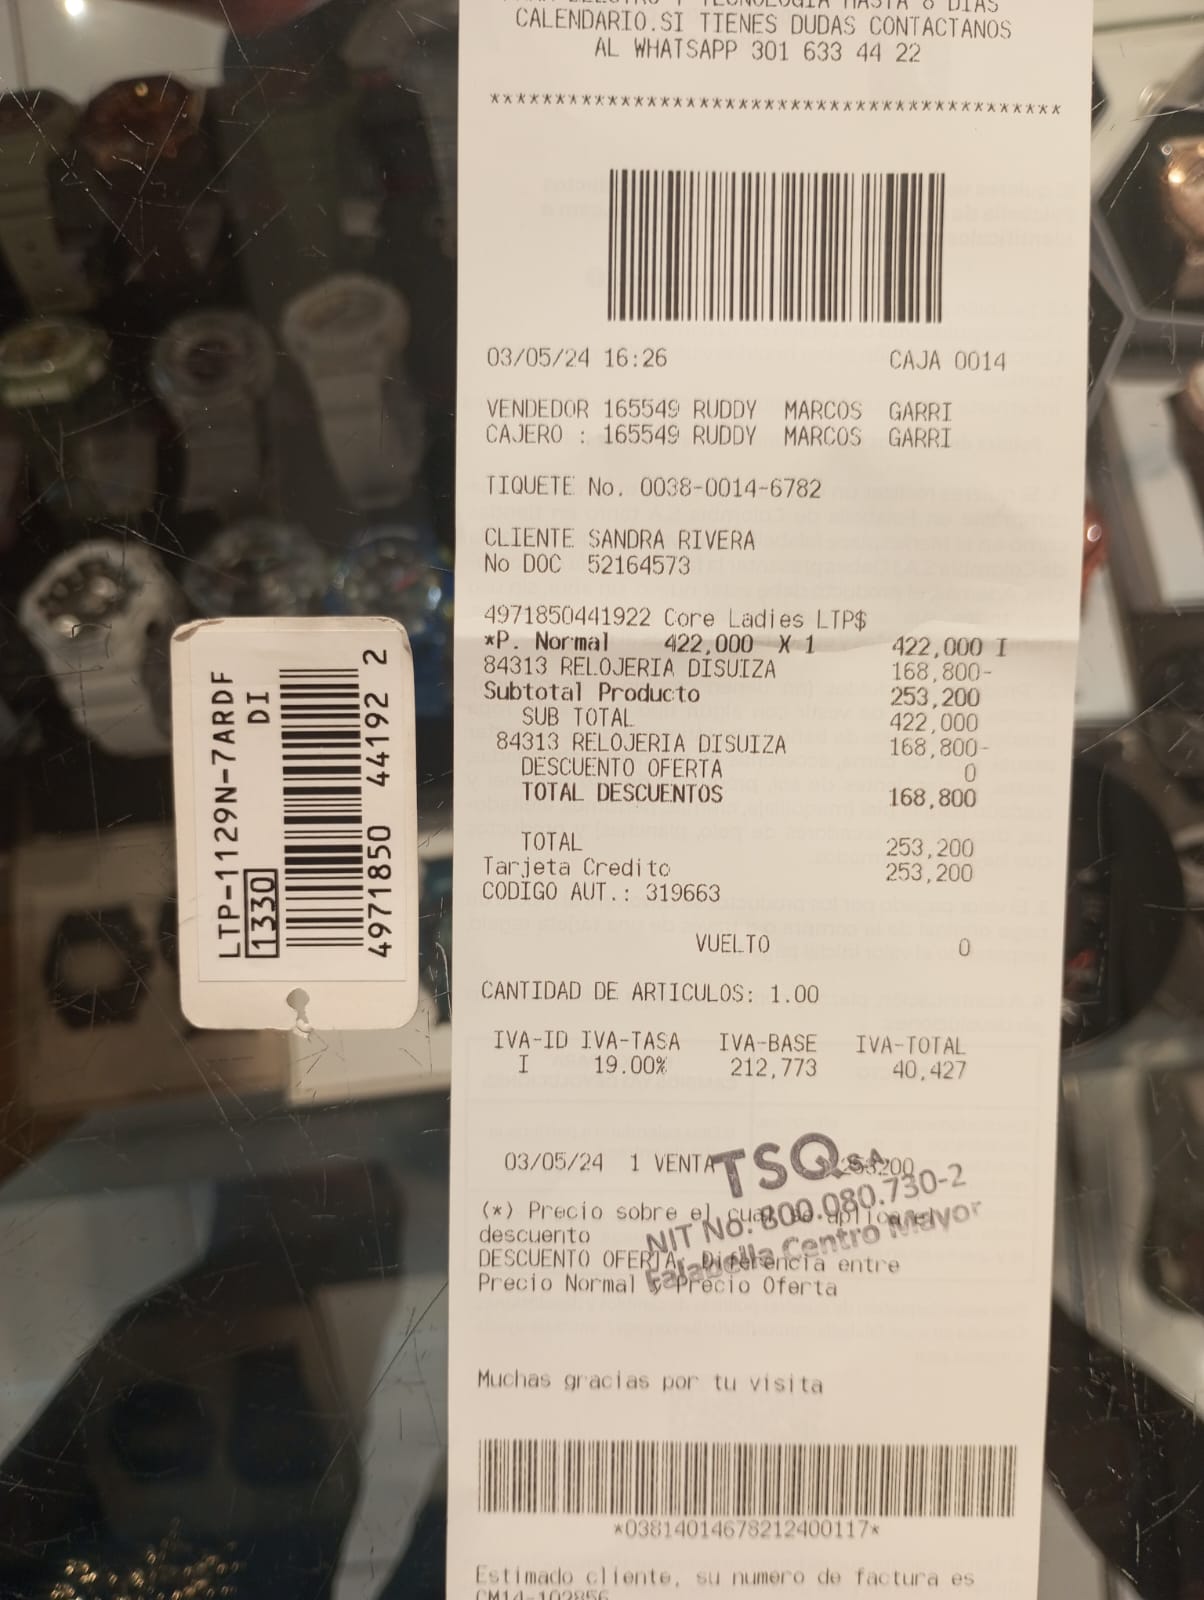 CALENDARIO.SI TIENES DUDAS CONTACTANOS
AL WHATSAPP 301 633 44 22
******************************************
03/05/24 16:26 CAJA 0014
VENDEDOR 165549 RUDDY MARCOS GARRI
CAJERO : 165549 RUDDY MARCOS GARRI
TIQUETE No. 0038-0014-6782
CLIENTE SANDRA RIVERA
No DOC 52164573
4971850441922 Core Ladies LTP$
*P. Normal 422,000 X 1 422,000 I
84313 RELOJERIA DISUIZA 168,800-
Subtotal Producto 253,200
SUB TOTAL 422,000
84313 RELOJERIA DISUIZA 168,800-
DESCUENTO OFERTA 0
TOTAL DESCUENTOS 168,800
TOTAL 253,200
Tarjeta Credito 253,200
CODIGO AUT.: 319663
VUELTO 0
CANTIDAD DE ARTICULOS: 1.00
IVA-ID IVA-TASA IVA-BASE IVA-TOTAL
I 19.00% 212,773 40,427
03/05/24 1 VENTA 253200
TSQ S.A
NIT No. 800.080.730-2
Falabella Centro Mayor
(*) Precio sobre el cual se aplica el
descuento
DESCUENTO OFERTA: Diferencia entre
Precio Normal y Precio Oferta
Muchas gracias por tu visita
*03814014678212400117*
Estimado cliente, su numero de factura es
CM14-102856
LTP-1129N-7ARDF
DI
1330
4971850 44192 2